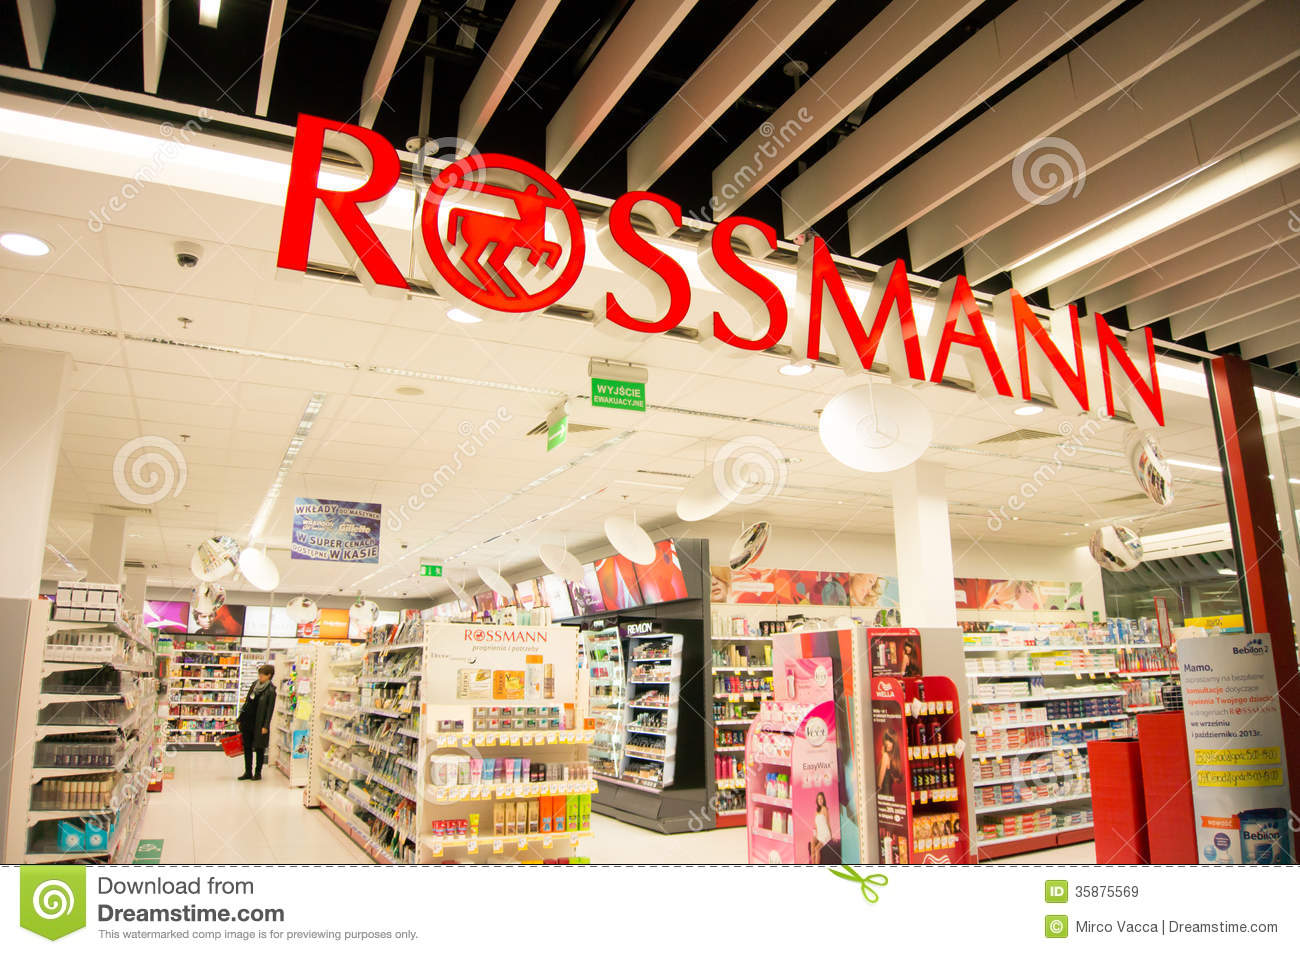 ROSSMANN
WYJŚCIE
EWAKUACYJNE
WKŁADY DO MASZYNEK
Gillette
W SUPER CENACH
DOSTĘPNE W KASIE
ROSSMANN
pragnienia i potrzeby
REVLON
WELLA
Veet
EasyWax
Bebilon 2
Mamo,
zapraszamy na bezpłatne
konsultacje dotyczące
żywienia Twojego dziecka
w drogeriach ROSSMANN
we wrześniu
i październiku 2013r.
NOWOŚĆ
Bebilon
dreamstime
Download from
Dreamstime.com
This watermarked comp image is for previewing purposes only.
ID 35875569
© Mirco Vacca | Dreamstime.com